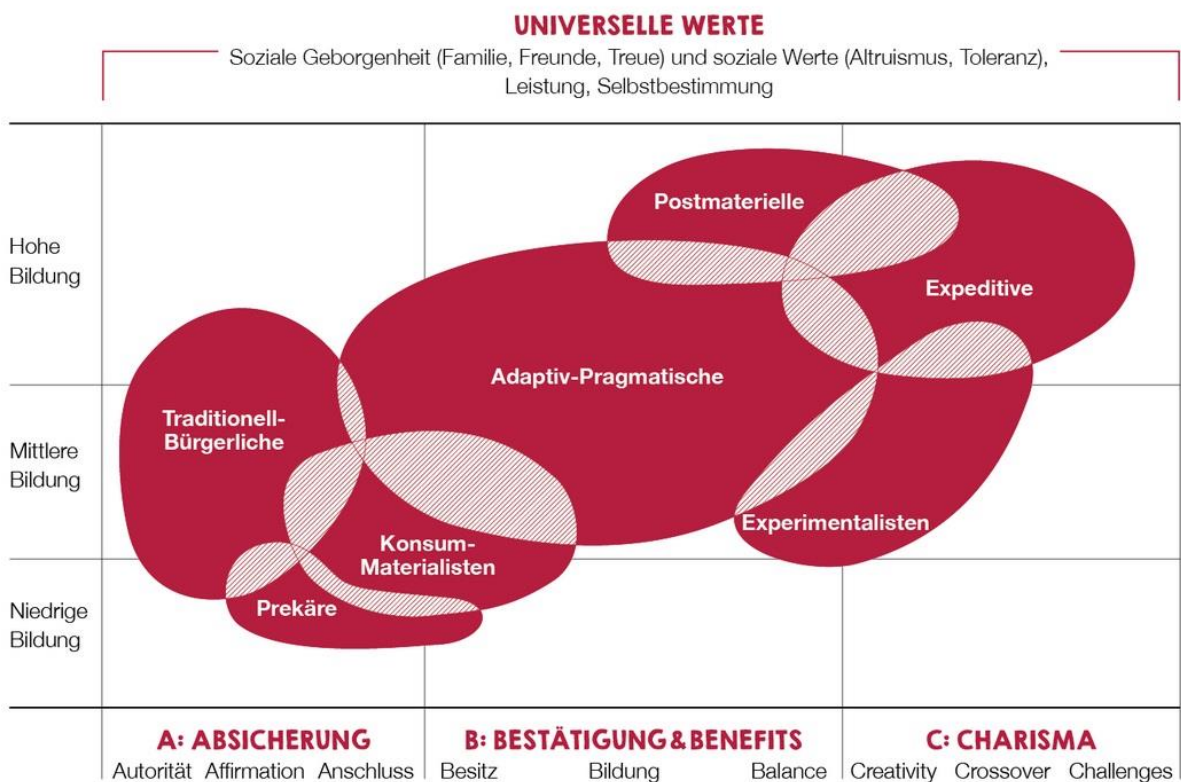 UNIVERSELLE WERTE
Soziale Geborgenheit (Familie, Freunde, Treue) und soziale Werte (Altruismus, Toleranz),
Leistung, Selbstbestimmung
Hohe
Bildung
Mittlere
Bildung
Niedrige
Bildung
Postmaterielle
Expeditive
Adaptiv-Pragmatische
Traditionell-
Bürgerliche
Experimentalisten
Konsum-
Materialisten
Prekäre
A: ABSICHERUNG
Autorität Affirmation Anschluss
B: BESTÄTIGUNG & BENEFITS
Besitz Bildung Balance
C: CHARISMA
Creativity Crossover Challenges